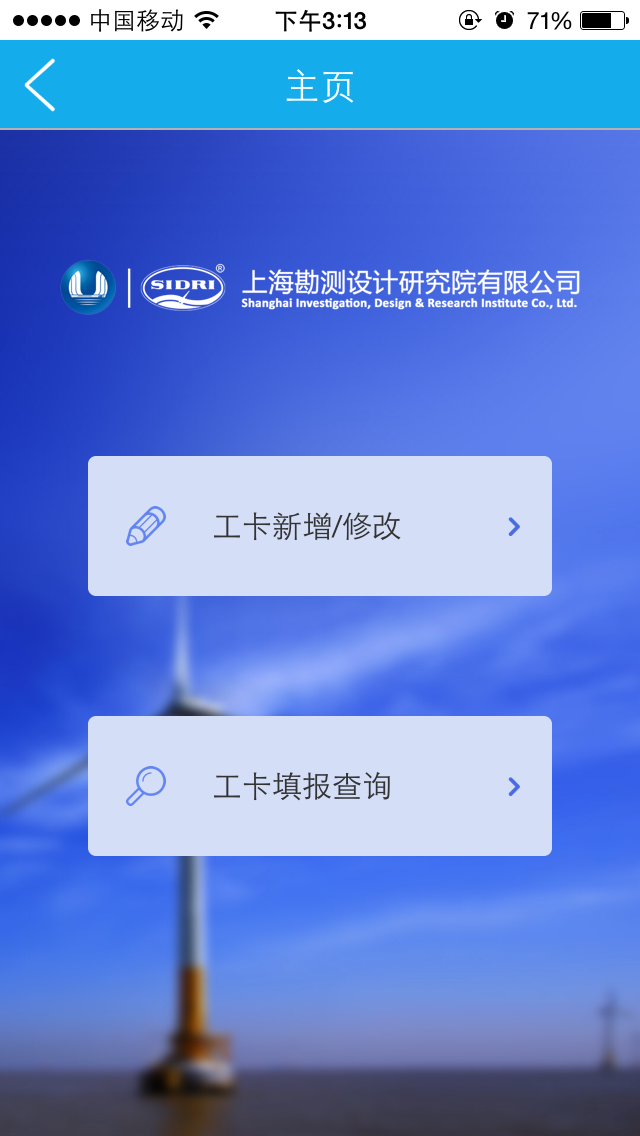 中国移动 下午3:13 71%
主页
SIDRI ® 上海勘测设计研究院有限公司
Shanghai Investigation, Design & Research Institute Co., Ltd.
工卡新增/修改
工卡填报查询